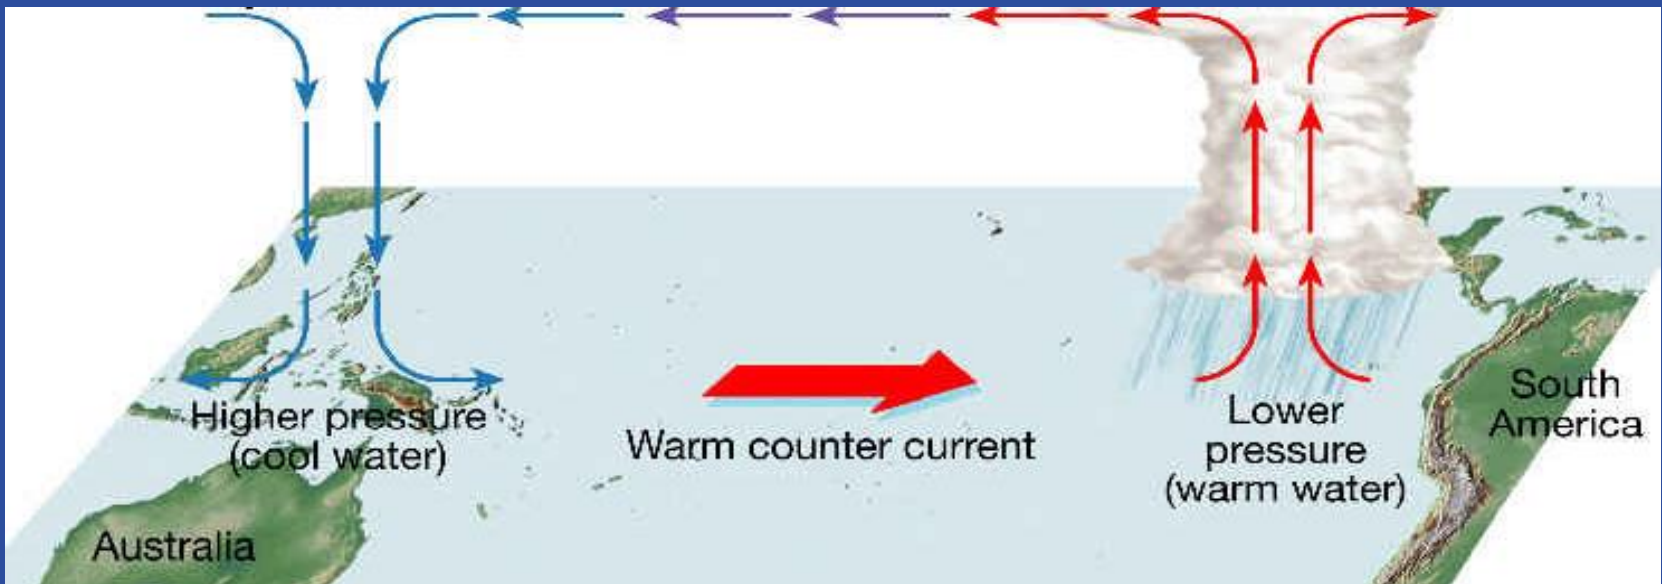 Higher pressure
(cool water)
Warm counter current
Lower
pressure
(warm water)
South
America
Australia